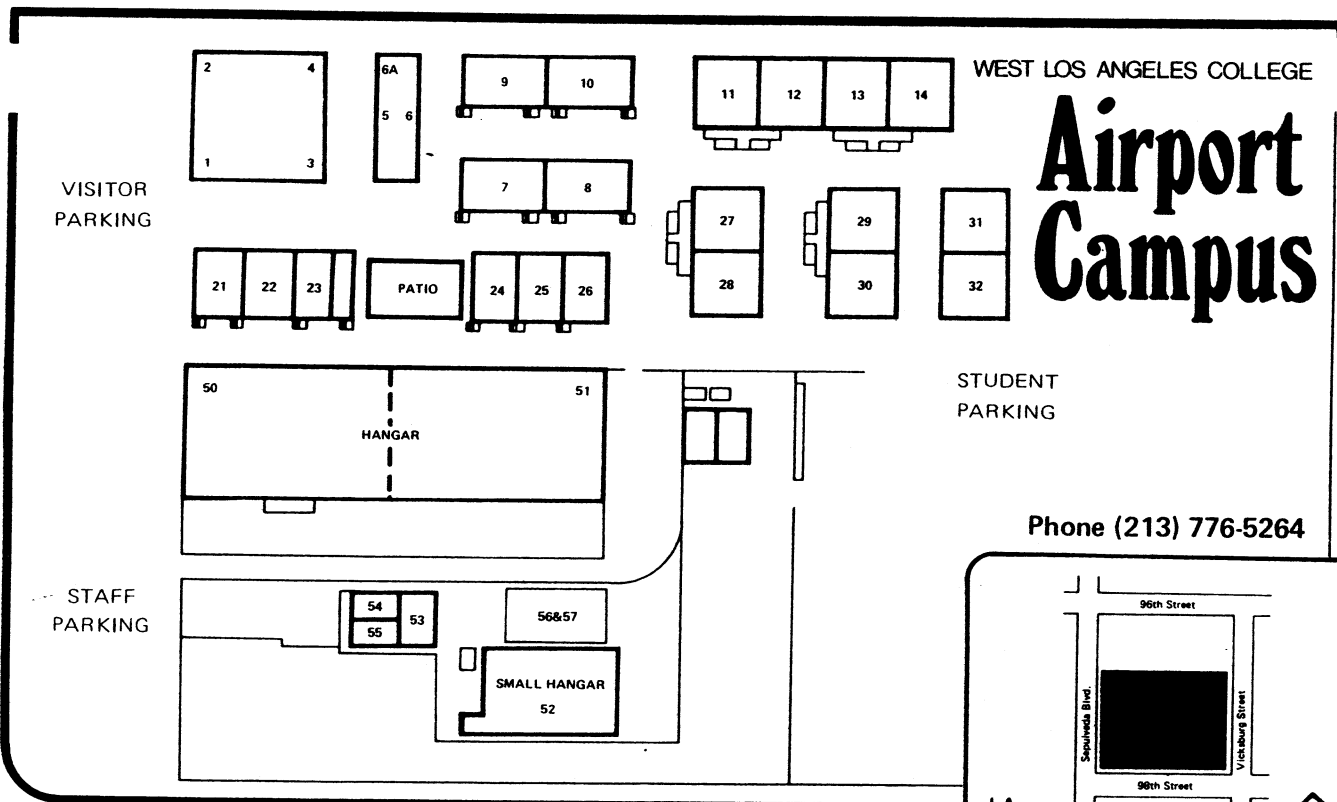 WEST LOS ANGELES COLLEGE
Airport
Campus
2 4
1 3
6A
5 6
9 10
11 12 13 14
7 8
VISITOR
PARKING
27
28
29
30
31
32
21 22 23
PATIO
24 25 26
50 51
HANGAR
STUDENT
PARKING
Phone (213) 776-5264
STAFF
PARKING
54
55
53
56&57
SMALL HANGAR
52
96th Street
Sepulveda Blvd.
Vicksburg Street
98th Street